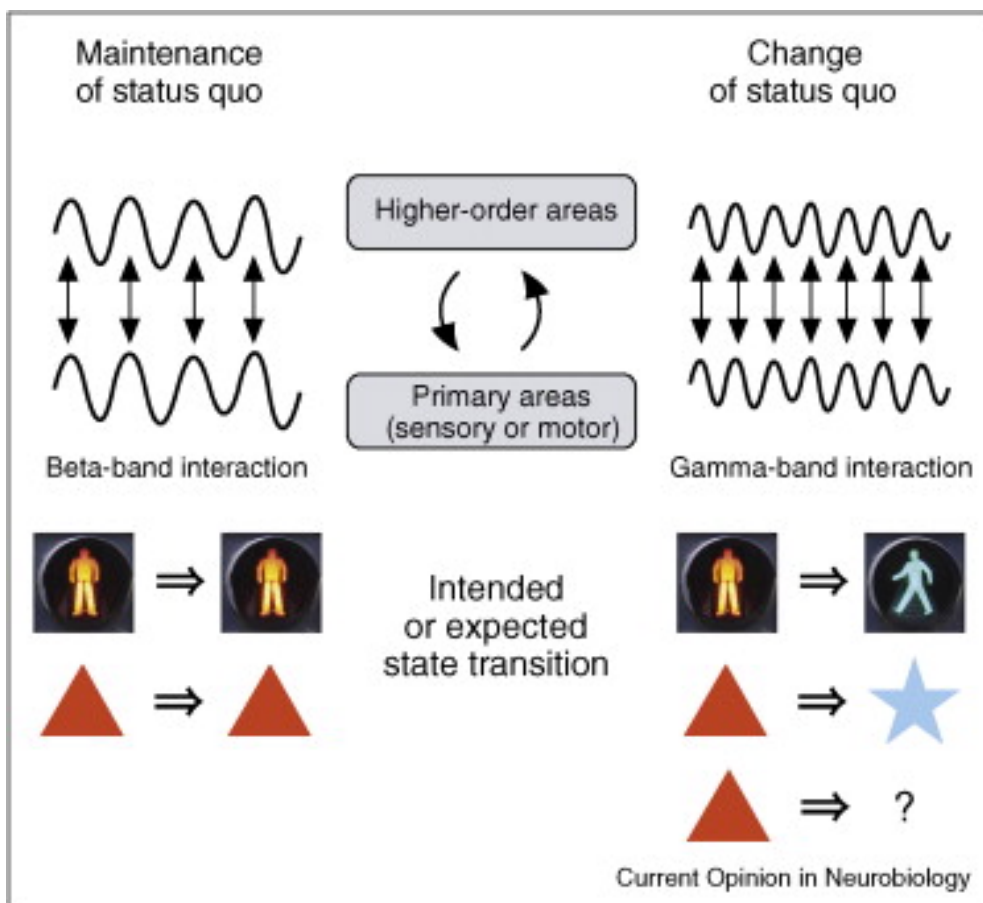 Maintenance
of status quo
Change
of status quo
Higher-order areas
Primary areas
(sensory or motor)
Beta-band interaction
Gamma-band interaction
Intended
or expected
state transition
?
Current Opinion in Neurobiology